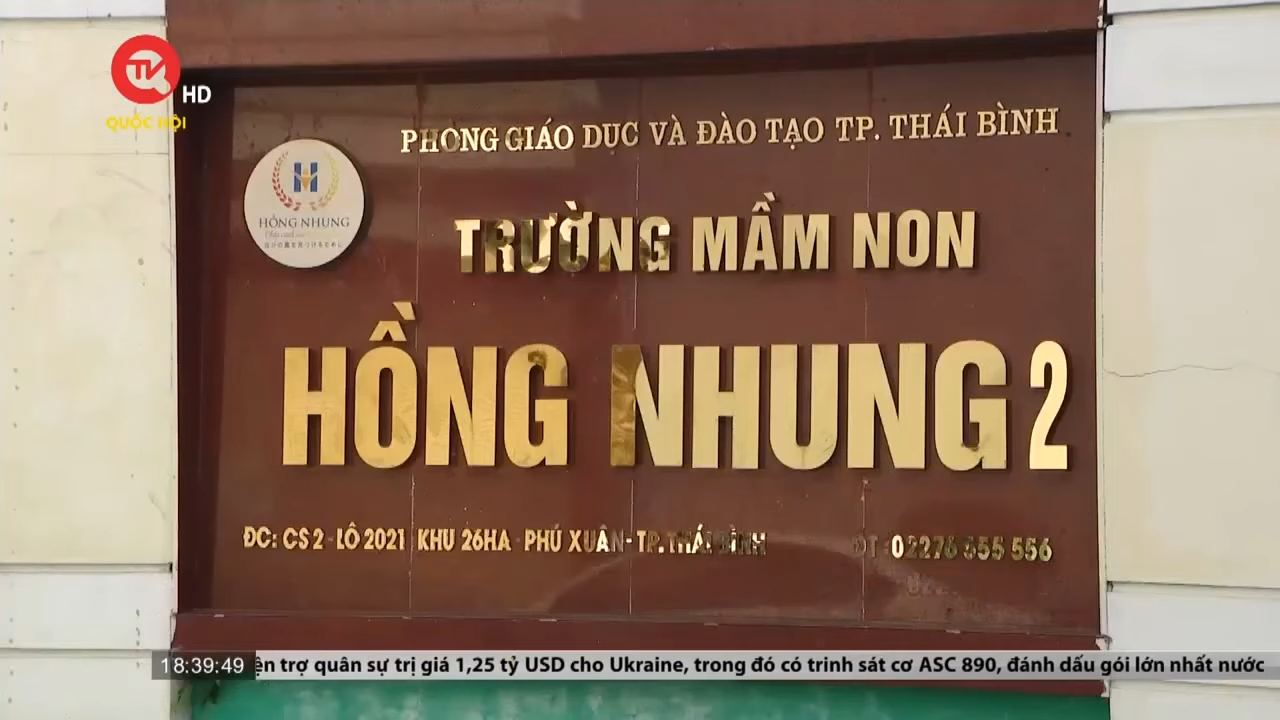 TV HD
QUỐC HỘI
PHÒNG GIÁO DỤC VÀ ĐÀO TẠO TP. THÁI BÌNH
HỒNG NHUNG
TRƯỜNG MẦM NON
HỒNG NHUNG 2
ĐC: CS 2 - LÔ 2021 KHU 26HA - PHÚ XUÂN - TP. THÁI BÌNH ĐT: 02276 555 556
18:39:49 ện trợ quân sự trị giá 1,25 tỷ USD cho Ukraine, trong đó có trinh sát cơ ASC 890, đánh dấu gói lớn nhất nước